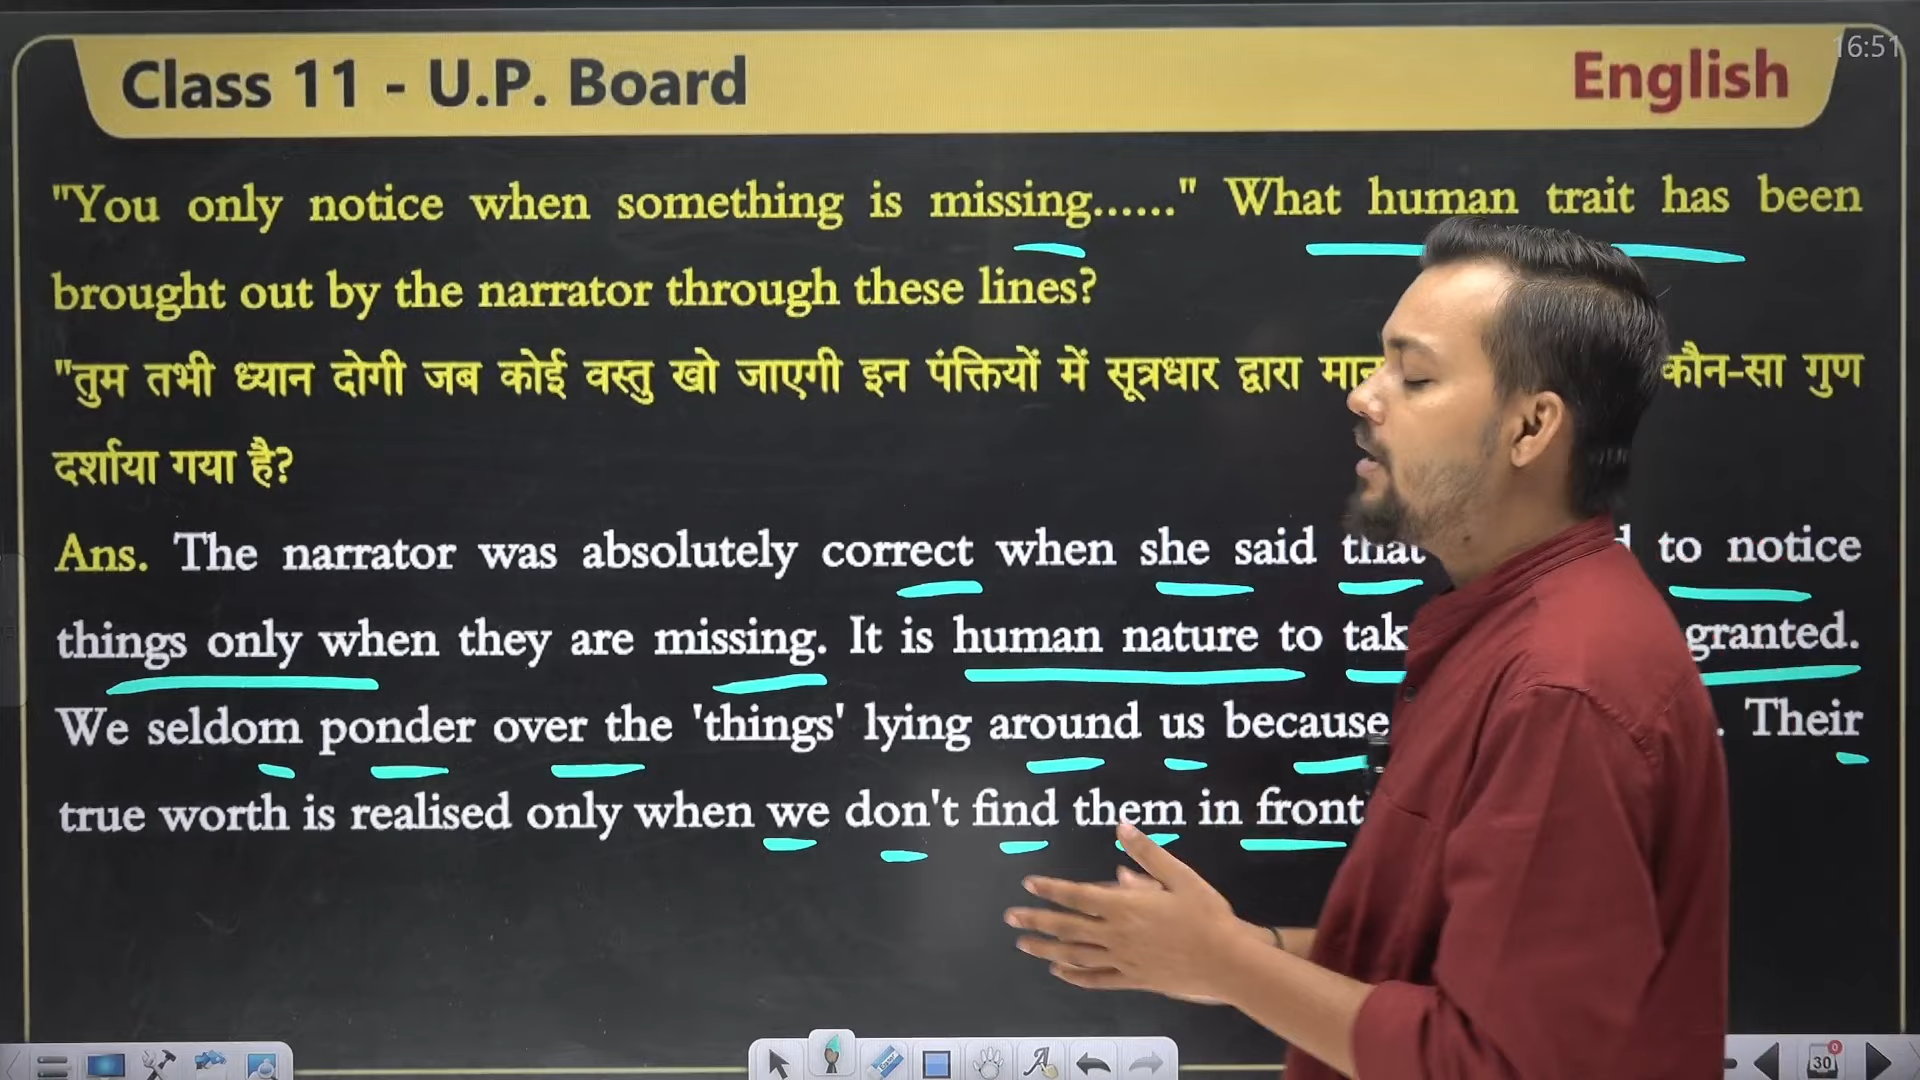 Class 11 - U.P. Board
English
16:51
"You only notice when something is missing......" What human trait has been
brought out by the narrator through these lines?
"तुम तभी ध्यान दोगी जब कोई वस्तु खो जाएगी इन पंक्तियों में सूत्रधार द्वारा कौन-सा गुण
दर्शाया गया है?
Ans. The narrator was absolutely correct when she said that to notice
things only when they are missing. It is human nature to granted.
We seldom ponder over the 'things' lying around us because Their
true worth is realised only when we don't find them in front
30
0